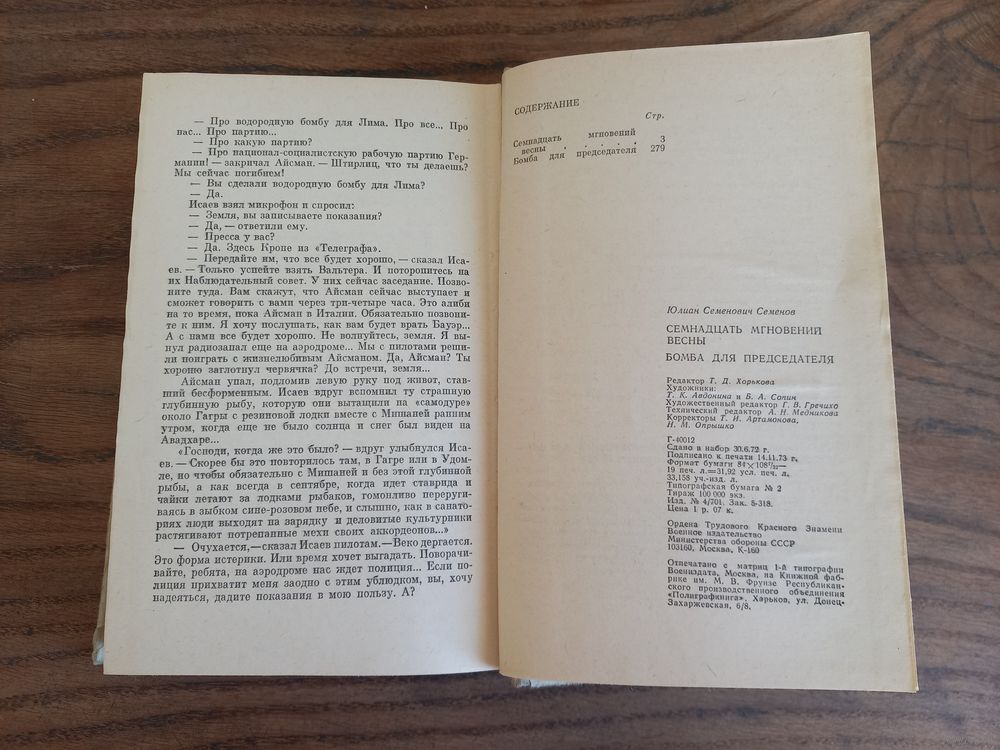 — Про водородную бомбу для Лима. Про все... Про
нас... Про партию...
— Про какую партию?
— Про национал-социалистскую рабочую партию Гер-
мании! — закричал Айсман. — Штирлиц, что ты делаешь?
Мы сейчас погибнем!
— Вы сделали водородную бомбу для Лима?
— Да.
Исаев взял микрофон и спросил:
— Земля, вы записываете показания?
— Да, — ответили ему.
— Пресса у вас?
— Да. Здесь Кропе из «Телеграфа».
— Передайте им, что все будет хорошо, — сказал Иса-
ев. — Только успейте взять Вальтера. И поторопитесь на
их Наблюдательный совет. У них сейчас заседание. Позво-
ните туда. Вам скажут, что Айсман сейчас выступает и
сможет говорить с вами через три-четыре часа. Это алиби
на то время, пока Айсман в Италии. Обязательно позвони-
те к ним. Я хочу послушать, как вам будет врать Бауэр...
А с нами все будет хорошо. Не волнуйтесь, земля. Я вы-
нул радиозапал еще на аэродроме... Мы с пилотами реши-
ли поиграть с жизнелюбивым Айсманом. Да, Айсман? Ты
хорошо заглотнул червячка? До встречи, земля...
Айсман упал, подломив левую руку под живот, став-
ший бесформенным. Исаев вдруг вспомнил ту страшную
глубинную рыбу, которую они вытащили на «самодуре»
около Гагры с резиновой лодки вместе с Мишаней ранним
утром, когда еще не было солнца и снег был виден на
Авадхаре...
«Господи, когда же это было? — вдруг улыбнулся Иса-
ев. — Скорее бы это повторилось там, в Гагре или в Удом-
ле, но чтобы обязательно с Мишаней и без этой глубинной
рыбы, а как всегда в сентябре, когда идет ставрида и
чайки летают за лодками рыбаков, гомонливо переруги-
ваясь в зыбком сине-розовом небе, и слышно, как в санато-
риях люди выходят на зарядку и деловитые культурники
растягивают потрепанные мехи своих аккордеонов...»
— Очухается,—сказал Исаев пилотам.—Веко дергается.
Это форма истерики. Или время хочет выгадать. Поворачи-
вайте, ребята, на аэродроме нас ждет полиция... Если по-
лиция прихватит меня заодно с этим ублюдком, вы, хочу
надеяться, дадите показания в мою пользу. А?
СОДЕРЖАНИЕ
Стр.
Семнадцать мгновений
весны . . . . 3
Бомба для председателя 279
Юлиан Семенович Семенов
СЕМНАДЦАТЬ МГНОВЕНИЙ
ВЕСНЫ
БОМБА ДЛЯ ПРЕДСЕДАТЕЛЯ
Редактор Т. Д. Хорькова
Художники:
Т. К. Авдонина и Б. А. Сопин
Художественный редактор Г. В. Гречихо
Технический редактор А. Н. Медникова
Корректоры Т. Н. Артамонова,
Н. М. Опрышко
Г-40012
Сдано в набор 30.6.72 г.
Подписано к печати 14.11.73 г.
Формат бумаги 84×108¹/₃₂—
19 печ. л.=31,92 усл. печ. л.
33,158 уч.-изд. л.
Типографская бумага № 2
Тираж 100 000 экз.
Изд. № 4/701. Зак. 5-318.
Цена 1 р. 07 к.
Ордена Трудового Красного Знамени
Военное издательство
Министерства обороны СССР
103160, Москва, К-160
Отпечатано с матриц 1-й типографии
Воениздата, Москва, на Книжной фаб-
рике им. М. В. Фрунзе Республикан-
ского производственного объединения
«Полиграфкнига», Харьков, ул. Донец-
Захаржевская, 6/8.